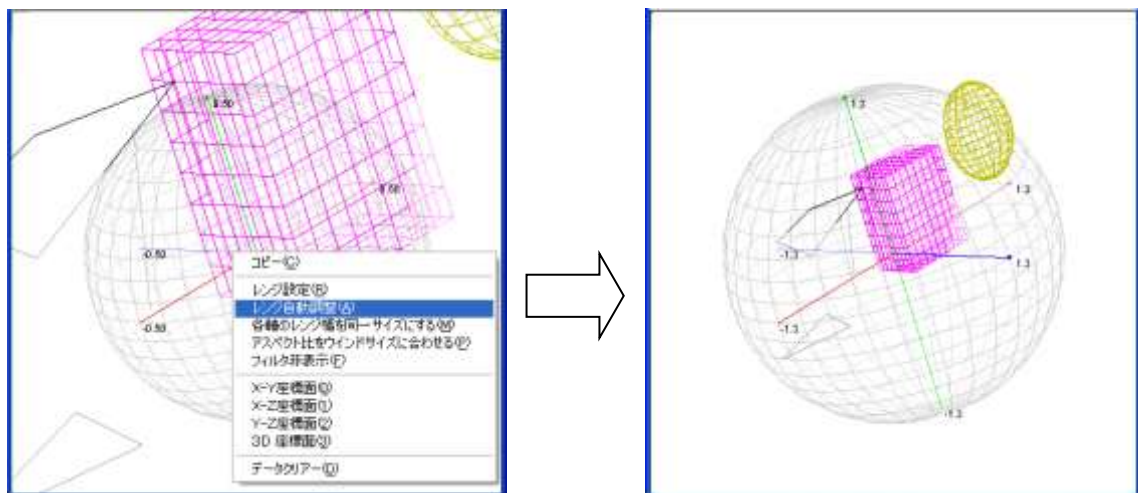 0.50
0.50
-0.50
-0.50
コピー(C)
レンジ設定(R)
レンジ自動調整(A)
各軸のレンジ幅を同一サイズにする(M)
アスペクト比をウインドサイズに合わせる(P)
フィルタ非表示(F)
X-Y座標面(0)
X-Z座標面(1)
Y-Z座標面(2)
3D 座標面(3)
データクリアー(D)
1.3
1.3
-1.3
1.3
-1.3
-1.3